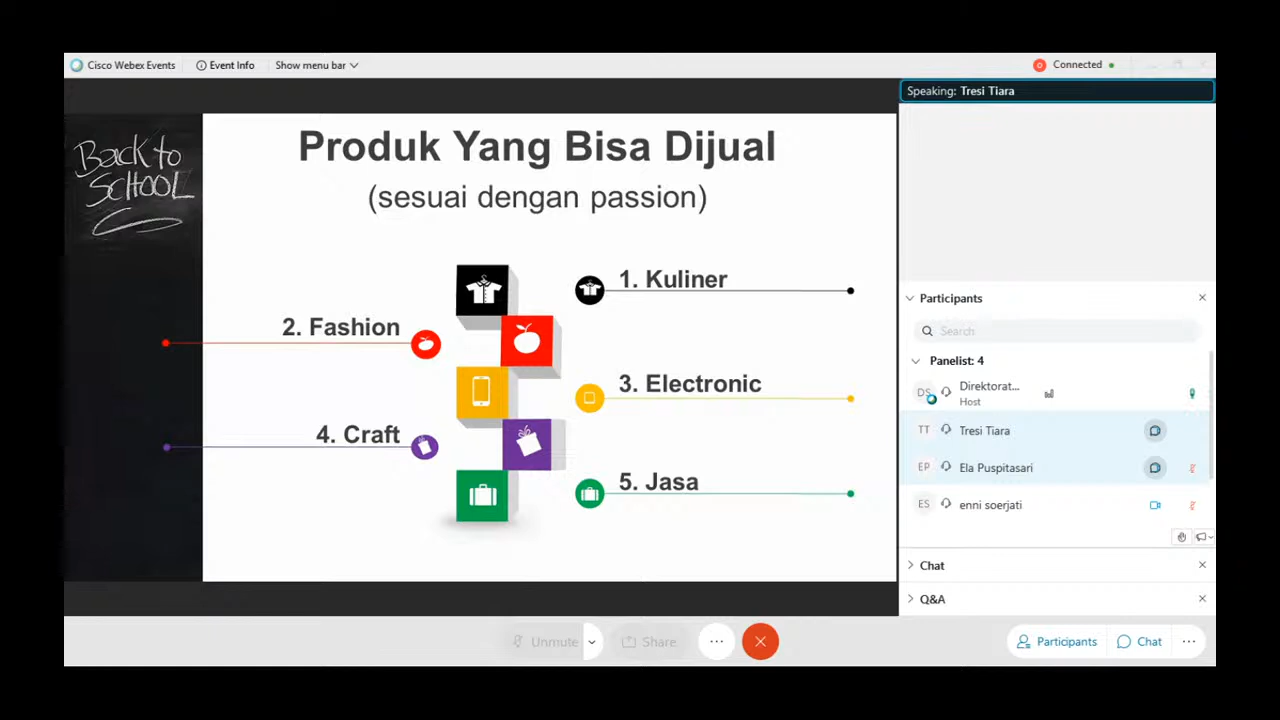 Cisco Webex Events
Event Info
Show menu bar
Connected
Speaking: Tresi Tiara
Back to
SCHOOL
Produk Yang Bisa Dijual
(sesuai dengan passion)
1. Kuliner
2. Fashion
3. Electronic
4. Craft
5. Jasa
Participants
Search
Panelist: 4
DS
Direktorat...
Host
TT
Tresi Tiara
EP
Ela Puspitasari
ES
enni soerjati
Chat
Q&A
Unmute
Share
Participants
Chat